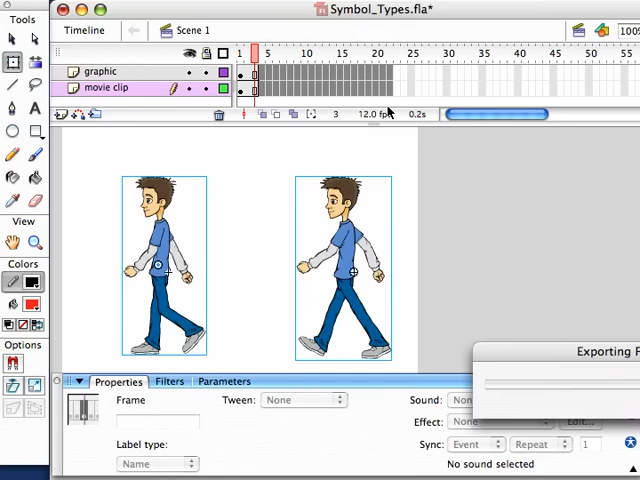 Symbol_Types.fla*
Tools
Timeline
Scene 1
100%
1 5 10 15 20 25 30 35 40 45 50 55
graphic
movie clip
3 12.0 fps 0.2s
View
Colors
Options
Exporting F
Properties Filters Parameters
Frame Tween: None Sound: Non
Effect: None Edit...
Label type: Sync: Event Repeat 1
Name No sound selected